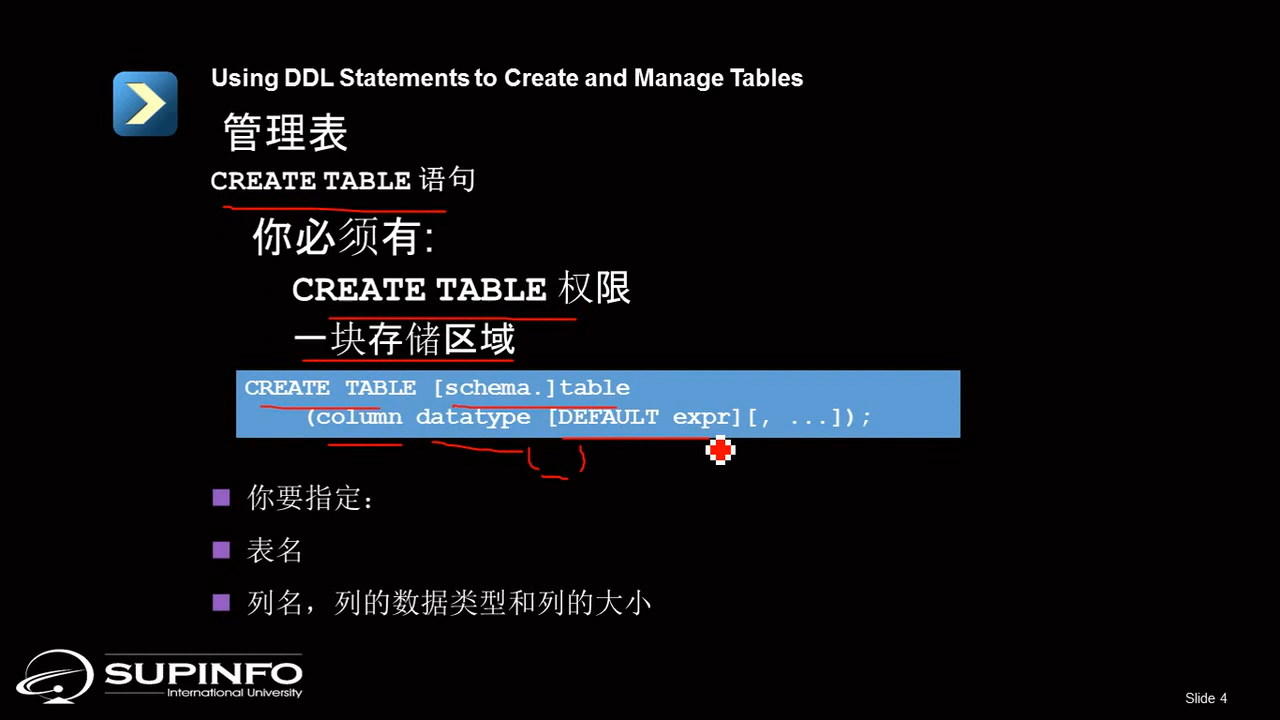 Using DDL Statements to Create and Manage Tables
管理表
CREATE TABLE 语句
你必须有:
CREATE TABLE 权限
一块存储区域
CREATE TABLE [schema.]table
(column datatype [DEFAULT expr][, ...]);
你要指定：
表名
列名，列的数据类型和列的大小
SUPINFO
International University
Slide 4